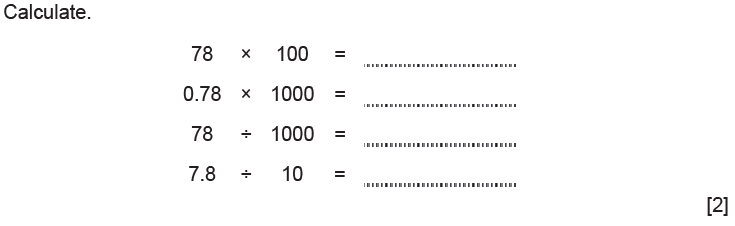 Calculate.
78 × 100 = ....................
0.78 × 1000 = ....................
78 ÷ 1000 = ....................
7.8 ÷ 10 = ....................
[2]